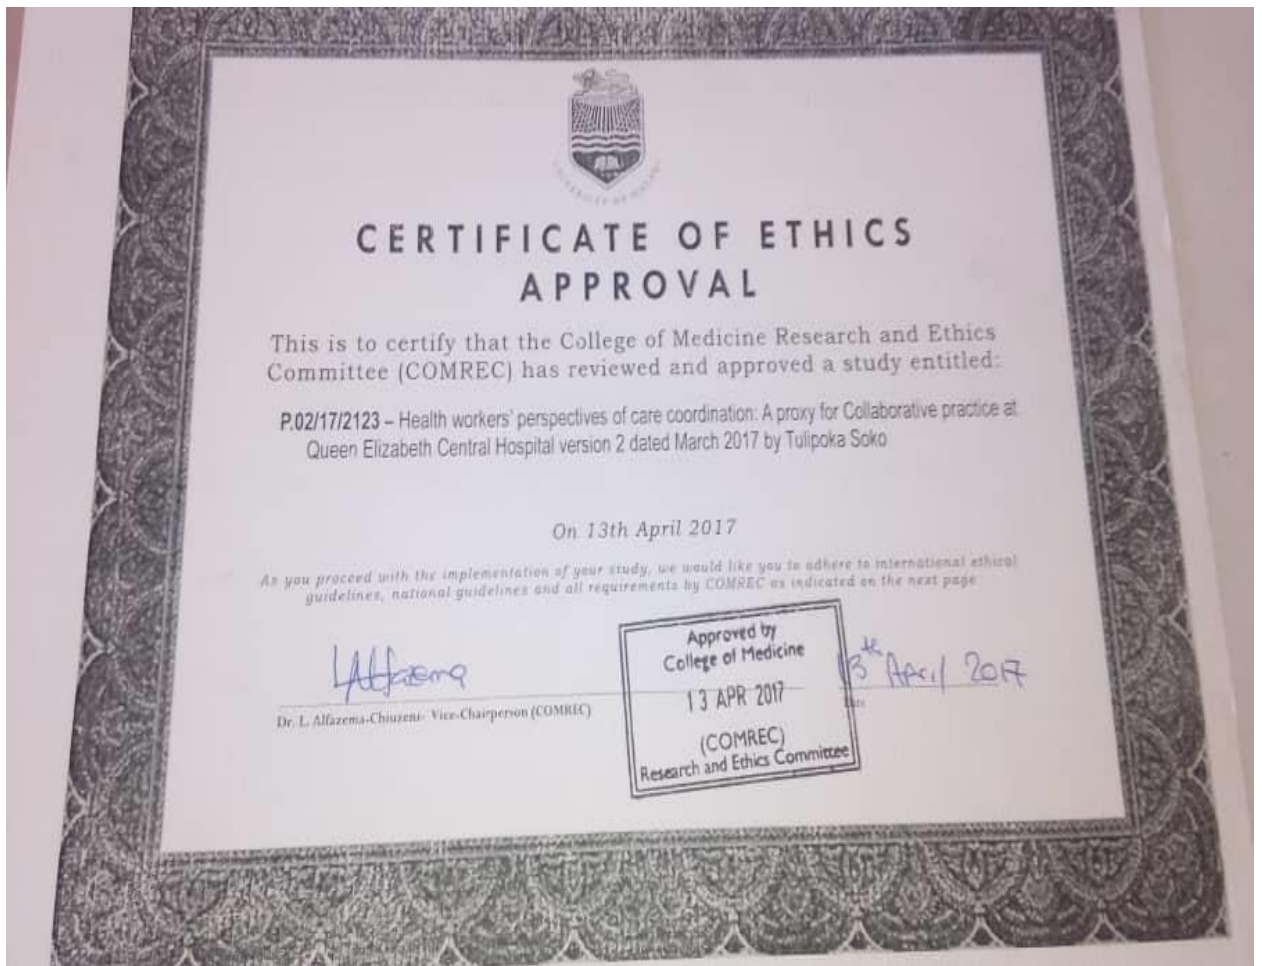 UNIVERSITY OF MALAWI
CERTIFICATE OF ETHICS
APPROVAL
This is to certify that the College of Medicine Research and Ethics
Committee (COMREC) has reviewed and approved a study entitled:
P.02/17/2123 – Health workers' perspectives of care coordination: A proxy for Collaborative practice at
Queen Elizabeth Central Hospital version 2 dated March 2017 by Tulipoka Soko
On 13th April 2017
As you proceed with the implementation of your study, we would like you to adhere to international ethical
guidelines, national guidelines and all requirements by COMREC as indicated on the next page
LAlfazema
Dr. L. Alfazema-Chiuzeni- Vice-Chairperson (COMREC)
Approved by
College of Medicine
13 APR 2017
(COMREC)
Research and Ethics Committee
13th April 2017